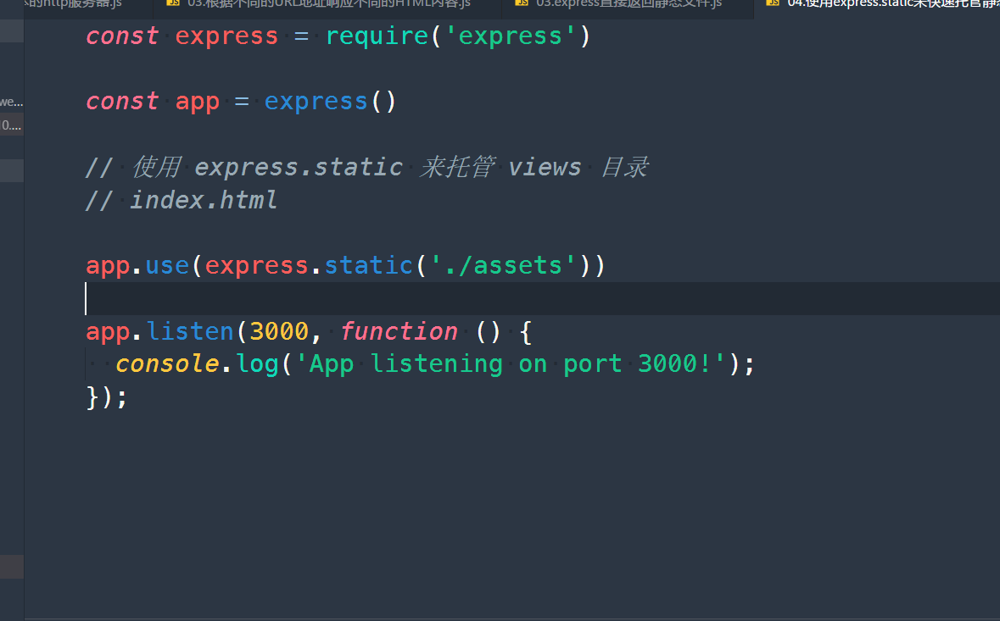 的http服务器.js
JS 03.根据不同的URL地址响应不同的HTML内容.js
JS 03.express直接返回静态文件.js
JS 04.使用express.static来快速托管静态
we...
10....
const express = require('express')
const app = express()
// 使用 express.static 来托管 views 目录
// index.html
app.use(express.static('./assets'))
app.listen(3000, function () {
console.log('App listening on port 3000!');
});